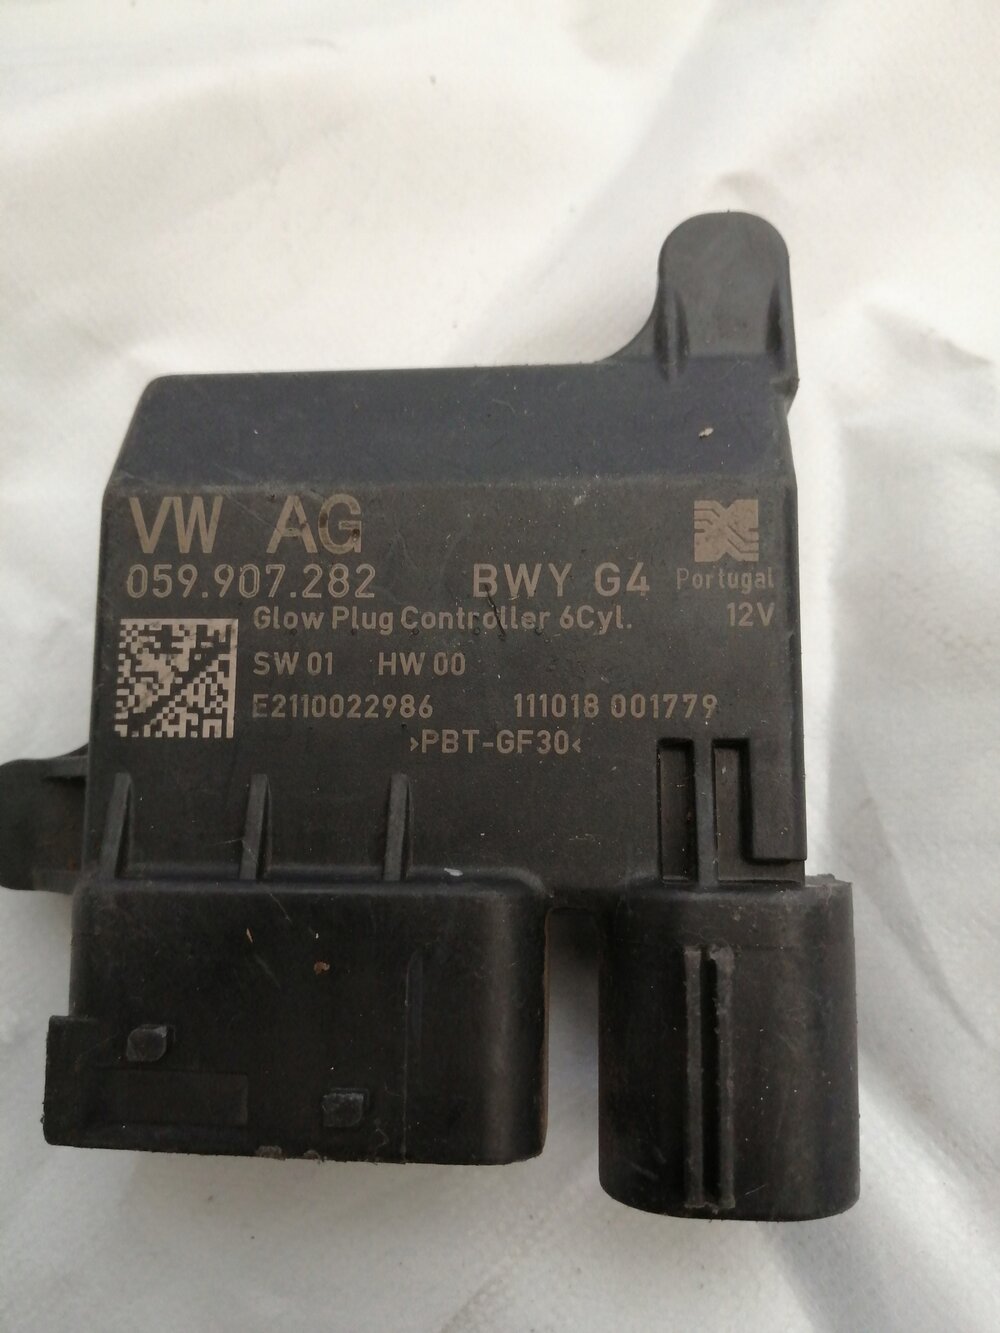 VW AG
059.907.282 BWY G4 Portugal
Glow Plug Controller 6Cyl. 12V
SW 01 HW 00
E2110022986 111018 001779
>PBT-GF30<